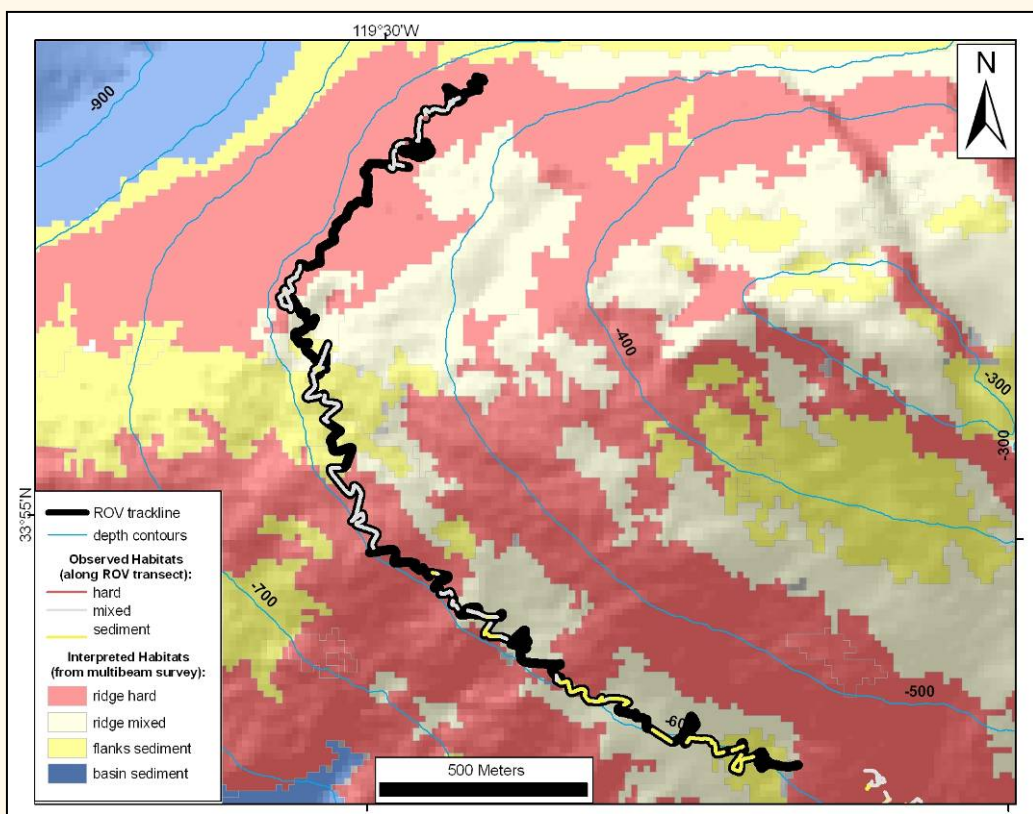 119°30'W
-900
N
-400
-300
-300
33°55'N
ROV trackline
depth contours
Observed Habitats
(along ROV transect):
hard
mixed
sediment
Interpreted Habitats
(from multibeam survey):
ridge hard
ridge mixed
flanks sediment
basin sediment
-700
-500
-60
500 Meters